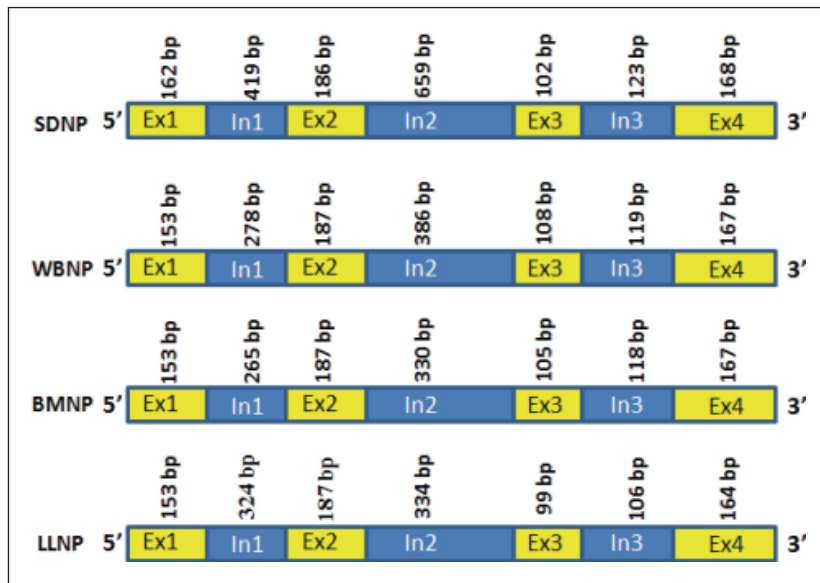 162 bp 419 bp 186 bp 659 bp 102 bp 123 bp 168 bp
SDNP 5’ Ex1 In1 Ex2 In2 Ex3 In3 Ex4 3’
153 bp 278 bp 187 bp 386 bp 108 bp 119 bp 167 bp
WBNP 5’ Ex1 In1 Ex2 In2 Ex3 In3 Ex4 3’
153 bp 265 bp 187 bp 330 bp 105 bp 118 bp 167 bp
BMNP 5’ Ex1 In1 Ex2 In2 Ex3 In3 Ex4 3’
153 bp 324 bp 187 bp 334 bp 99 bp 106 bp 164 bp
LLNP 5’ Ex1 In1 Ex2 In2 Ex3 In3 Ex4 3’